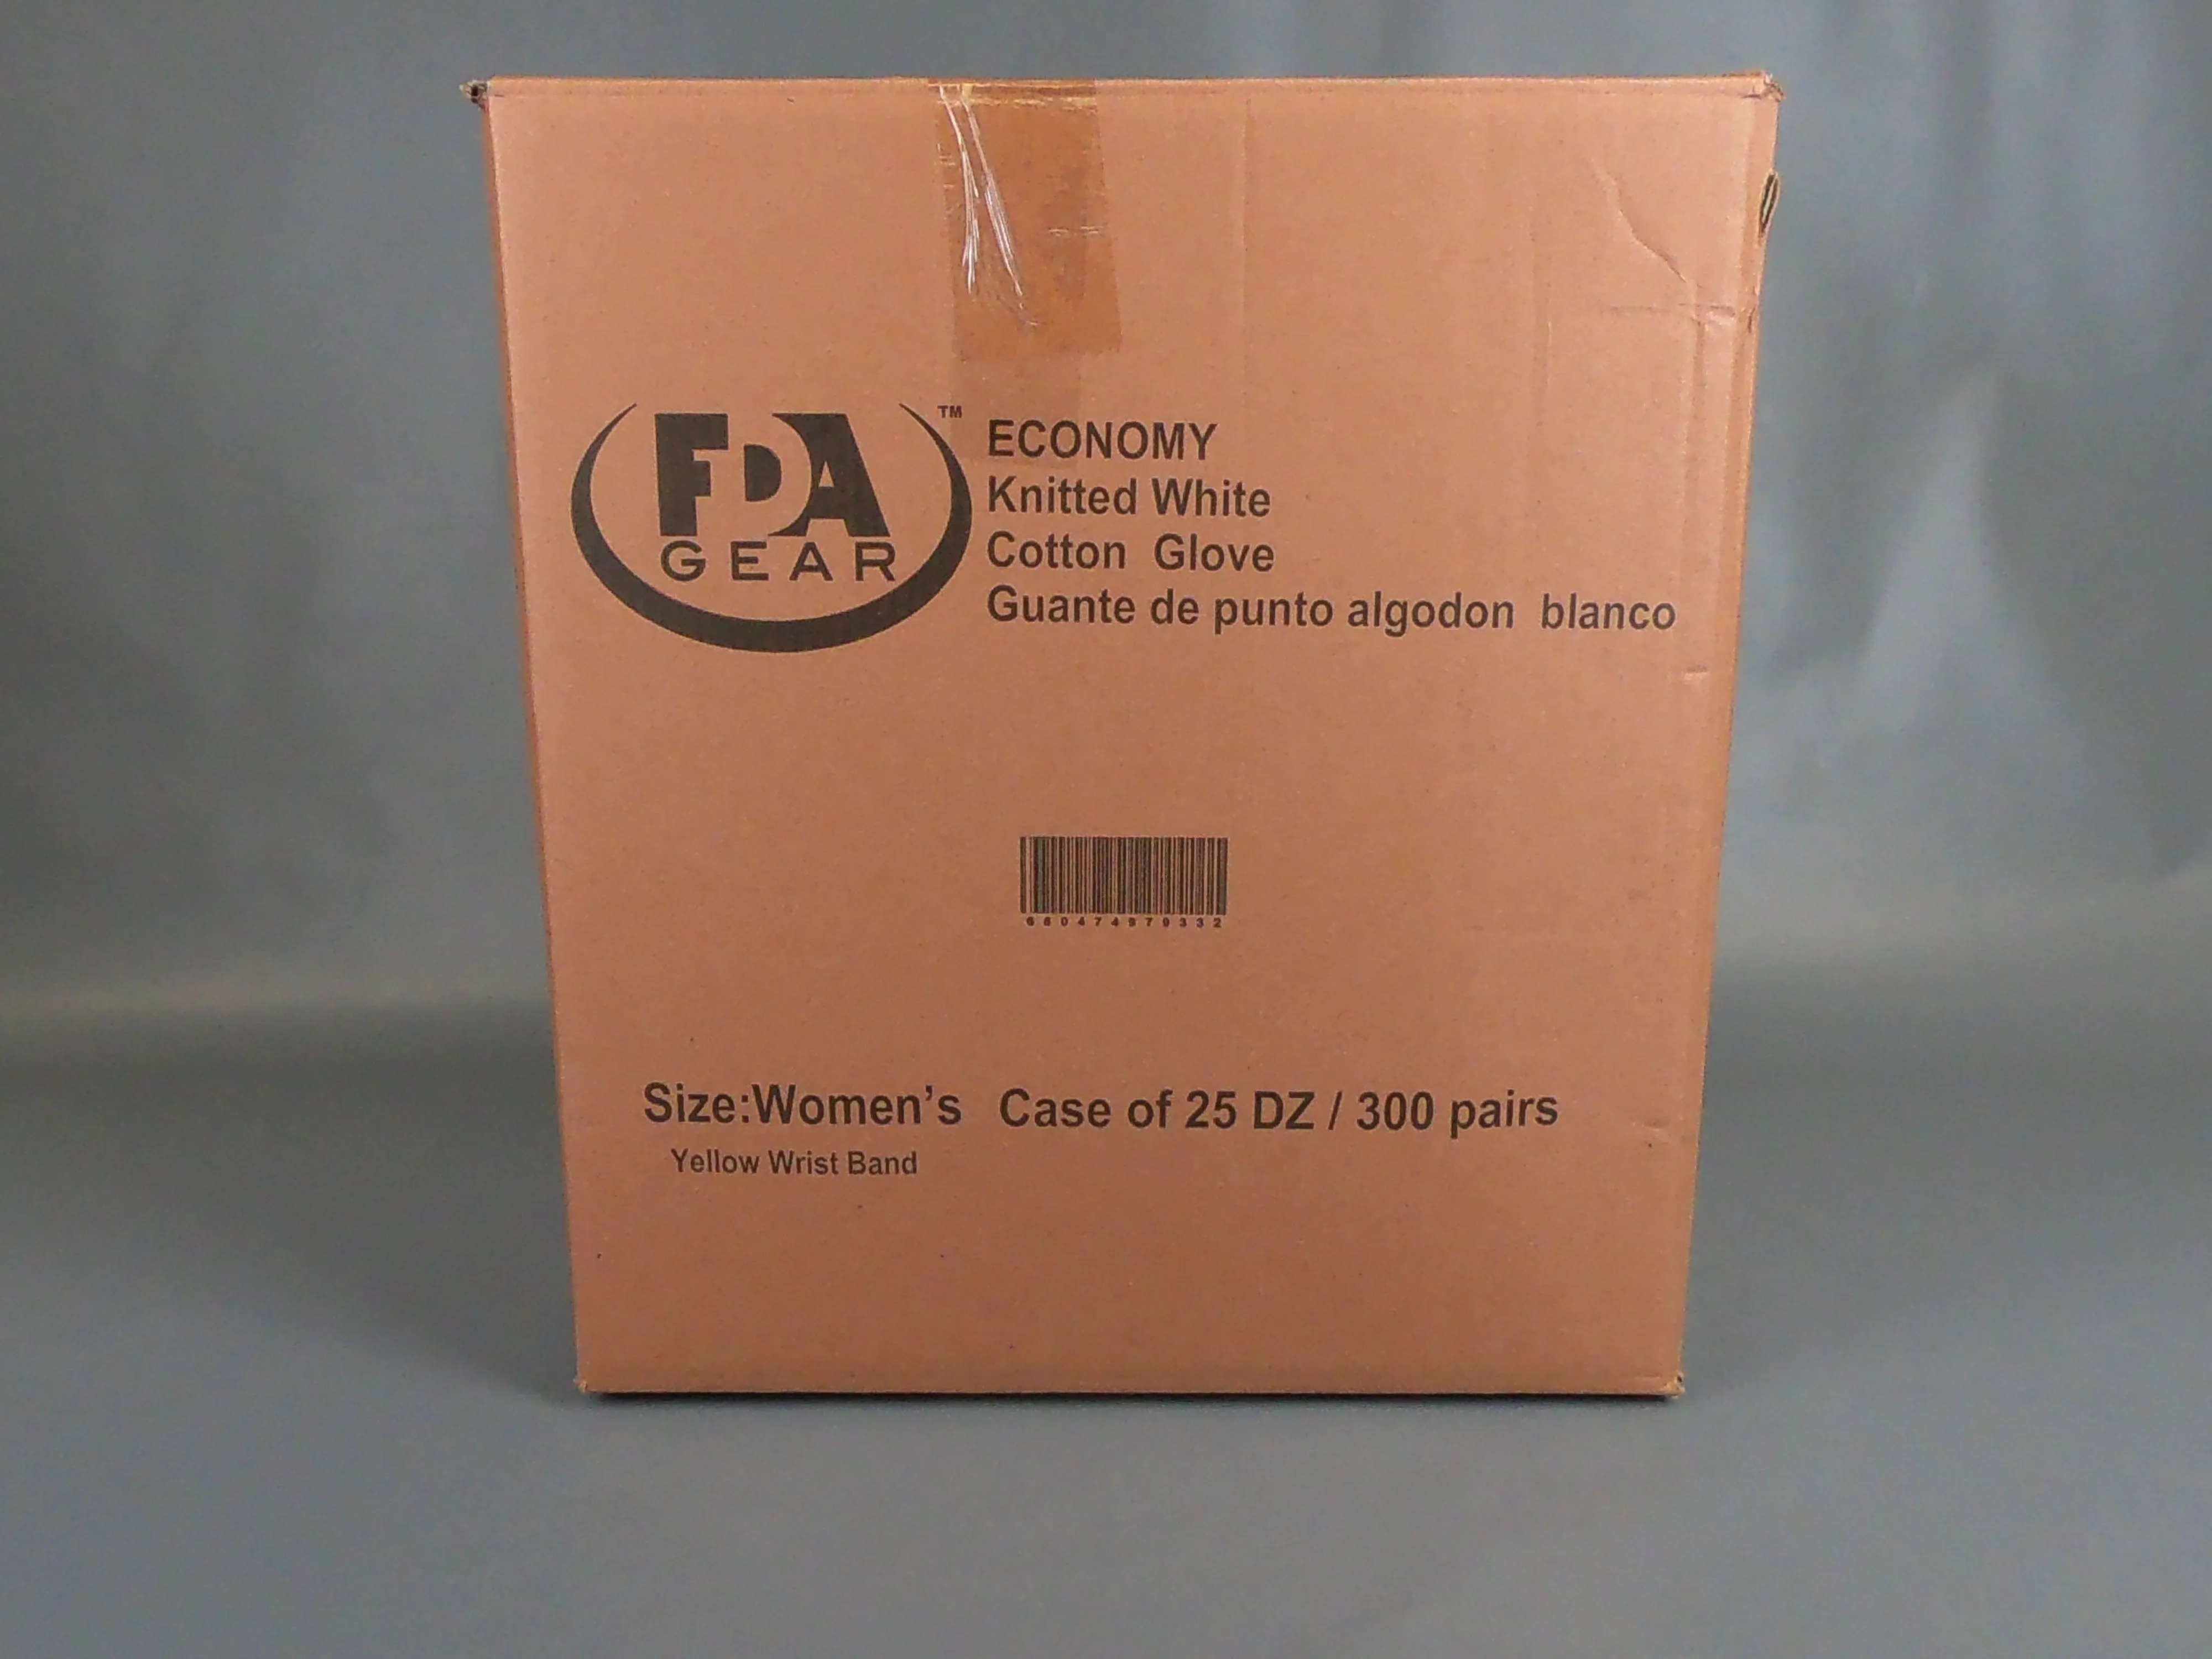 FDA
GEAR
TM
ECONOMY
Knitted White
Cotton Glove
Guante de punto algodon blanco
Size:Women's Case of 25 DZ / 300 pairs
Yellow Wrist Band